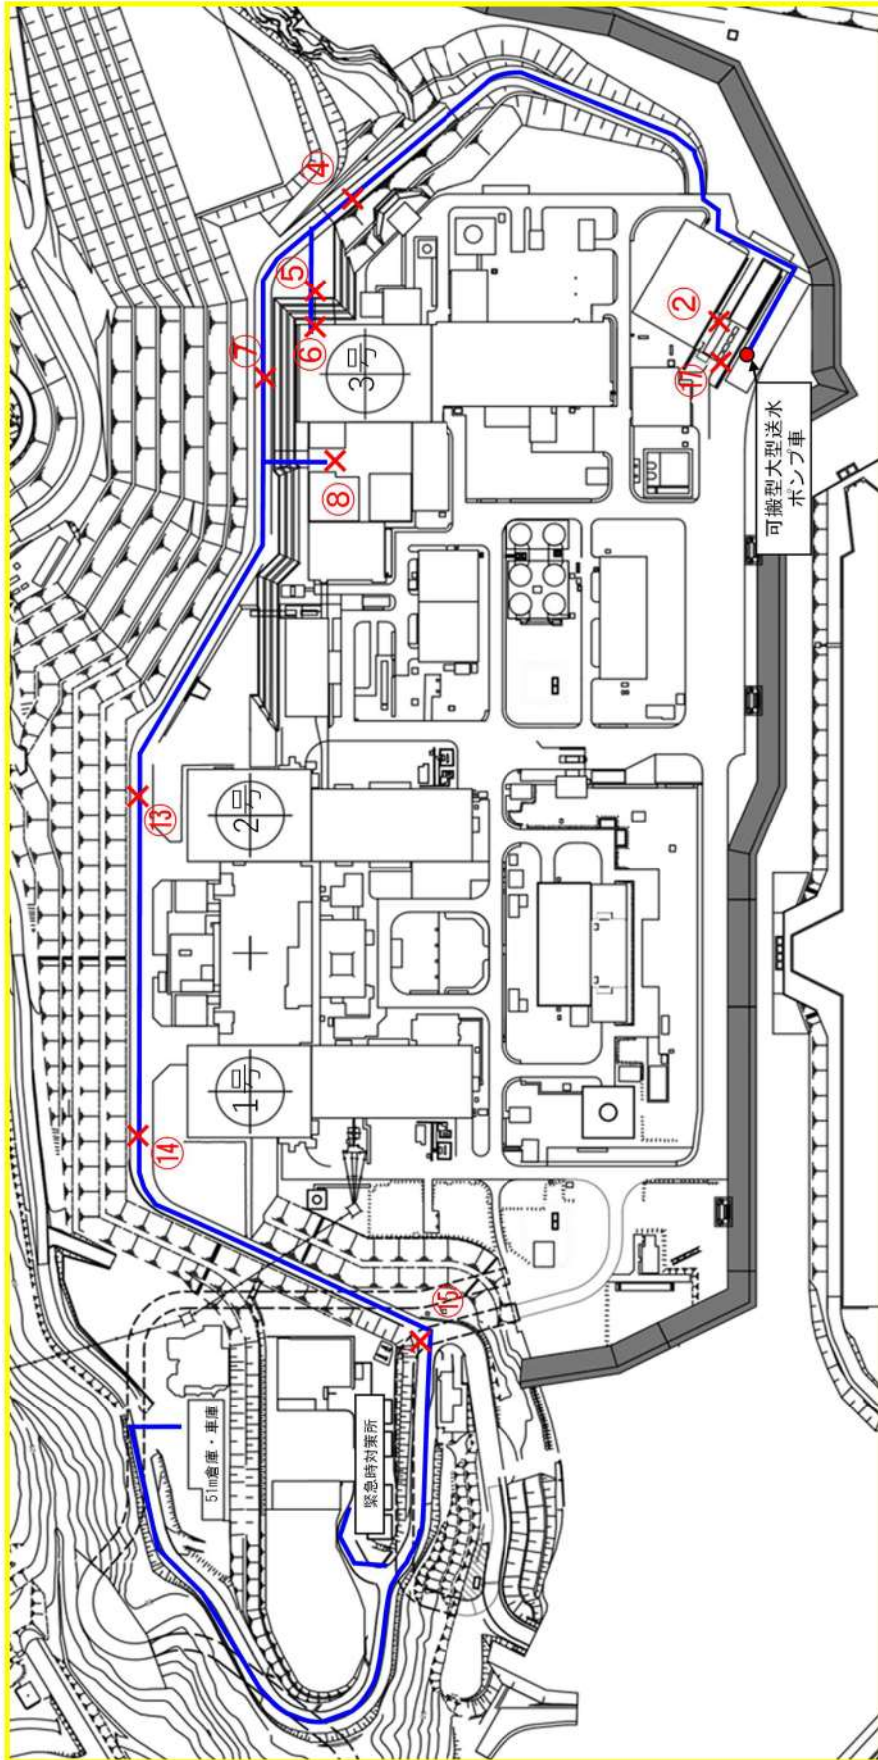 ④
⑤
⑥
⑦
⑧
②
3号
可搬型大型送水
ポンプ車
⑬
2号
1号
⑭
⑮
51m倉庫・車庫
緊急時対策所